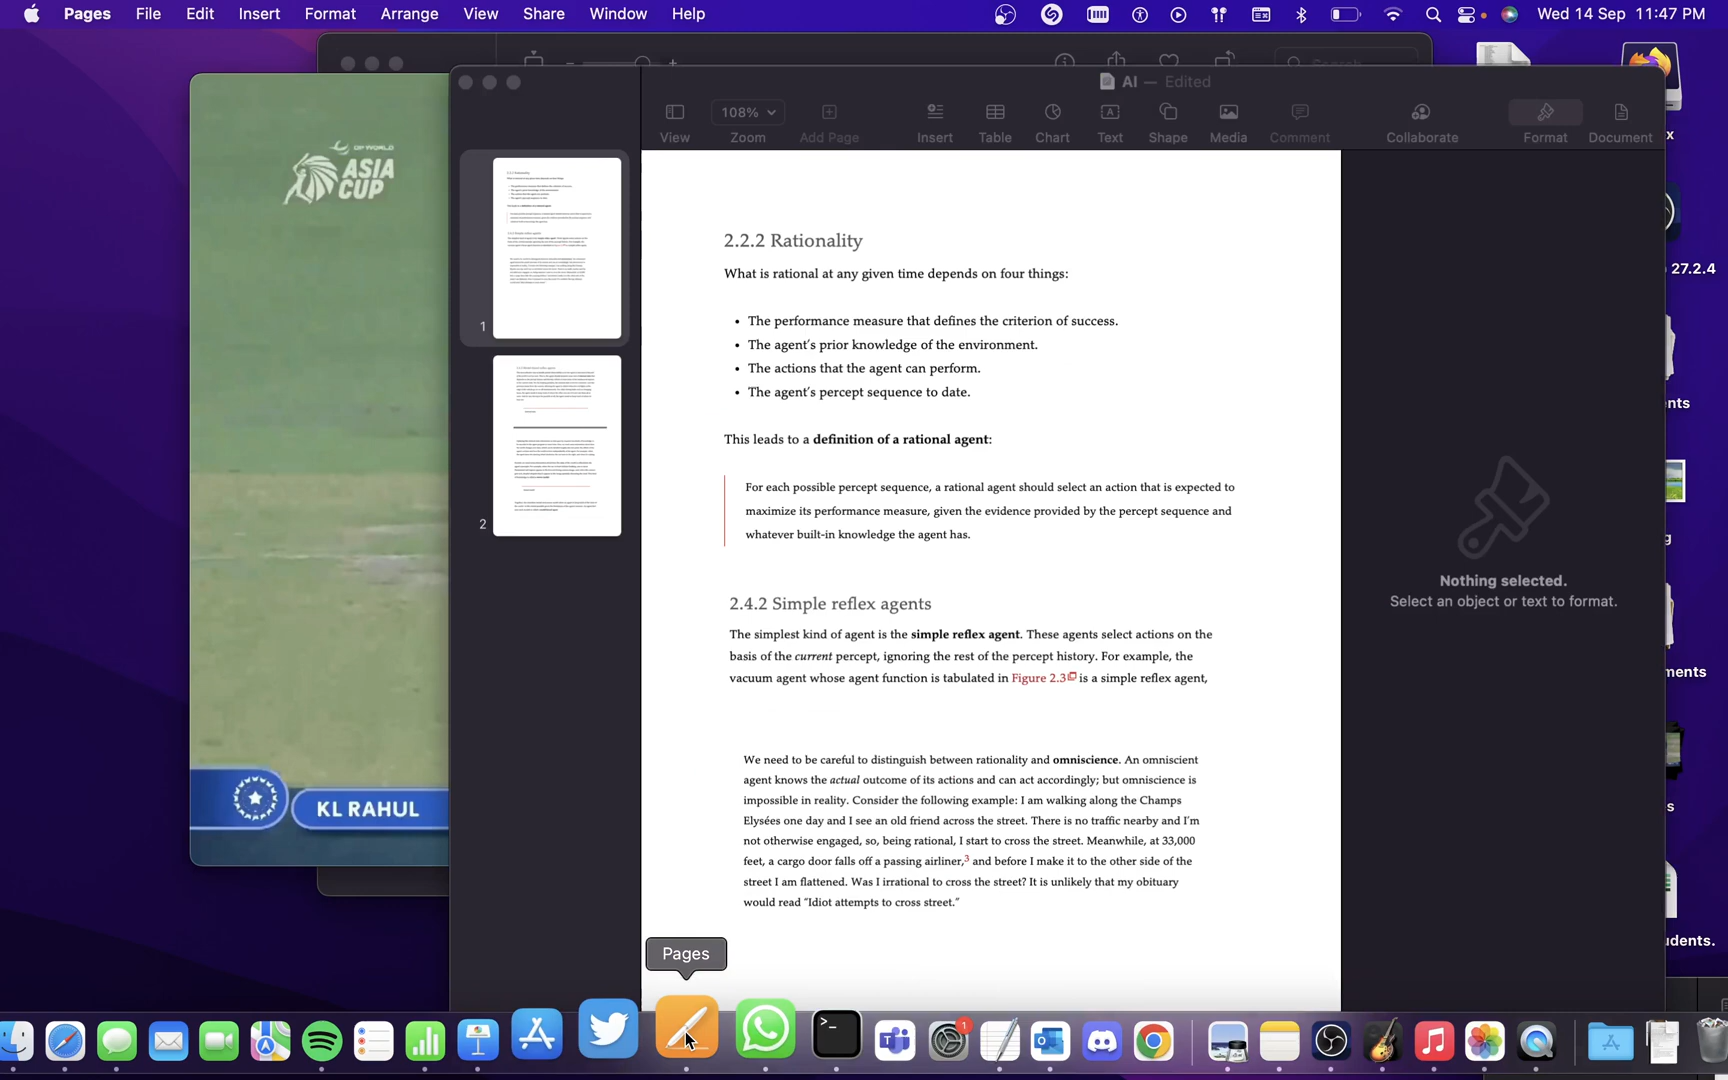 Pages File Edit Insert Format Arrange View Share Window Help
Wed 14 Sep 11:47 PM
Search
AI — Edited
108%
View Zoom Add Page Insert Table Chart Text Shape Media Comment Collaborate Format Document
DP WORLD
ASIA
CUP
KL RAHUL
1
2
2.2.2 Rationality
What is rational at any given time depends on four things:
• The performance measure that defines the criterion of success.
• The agent's prior knowledge of the environment.
• The actions that the agent can perform.
• The agent's percept sequence to date.
This leads to a definition of a rational agent:
For each possible percept sequence, a rational agent should select an action that is expected to
maximize its performance measure, given the evidence provided by the percept sequence and
whatever built-in knowledge the agent has.
2.4.2 Simple reflex agents
The simplest kind of agent is the simple reflex agent. These agents select actions on the
basis of the current percept, ignoring the rest of the percept history. For example, the
vacuum agent whose agent function is tabulated in Figure 2.3 is a simple reflex agent,
We need to be careful to distinguish between rationality and omniscience. An omniscient
agent knows the actual outcome of its actions and can act accordingly; but omniscience is
impossible in reality. Consider the following example: I am walking along the Champs
Elysées one day and I see an old friend across the street. There is no traffic nearby and I'm
not otherwise engaged, so, being rational, I start to cross the street. Meanwhile, at 33,000
feet, a cargo door falls off a passing airliner,3 and before I make it to the other side of the
street I am flattened. Was I irrational to cross the street? It is unlikely that my obituary
would read "Idiot attempts to cross street."
Nothing selected.
Select an object or text to format.
x
27.2.4
nts
g
ments
s
udents.
Pages
1